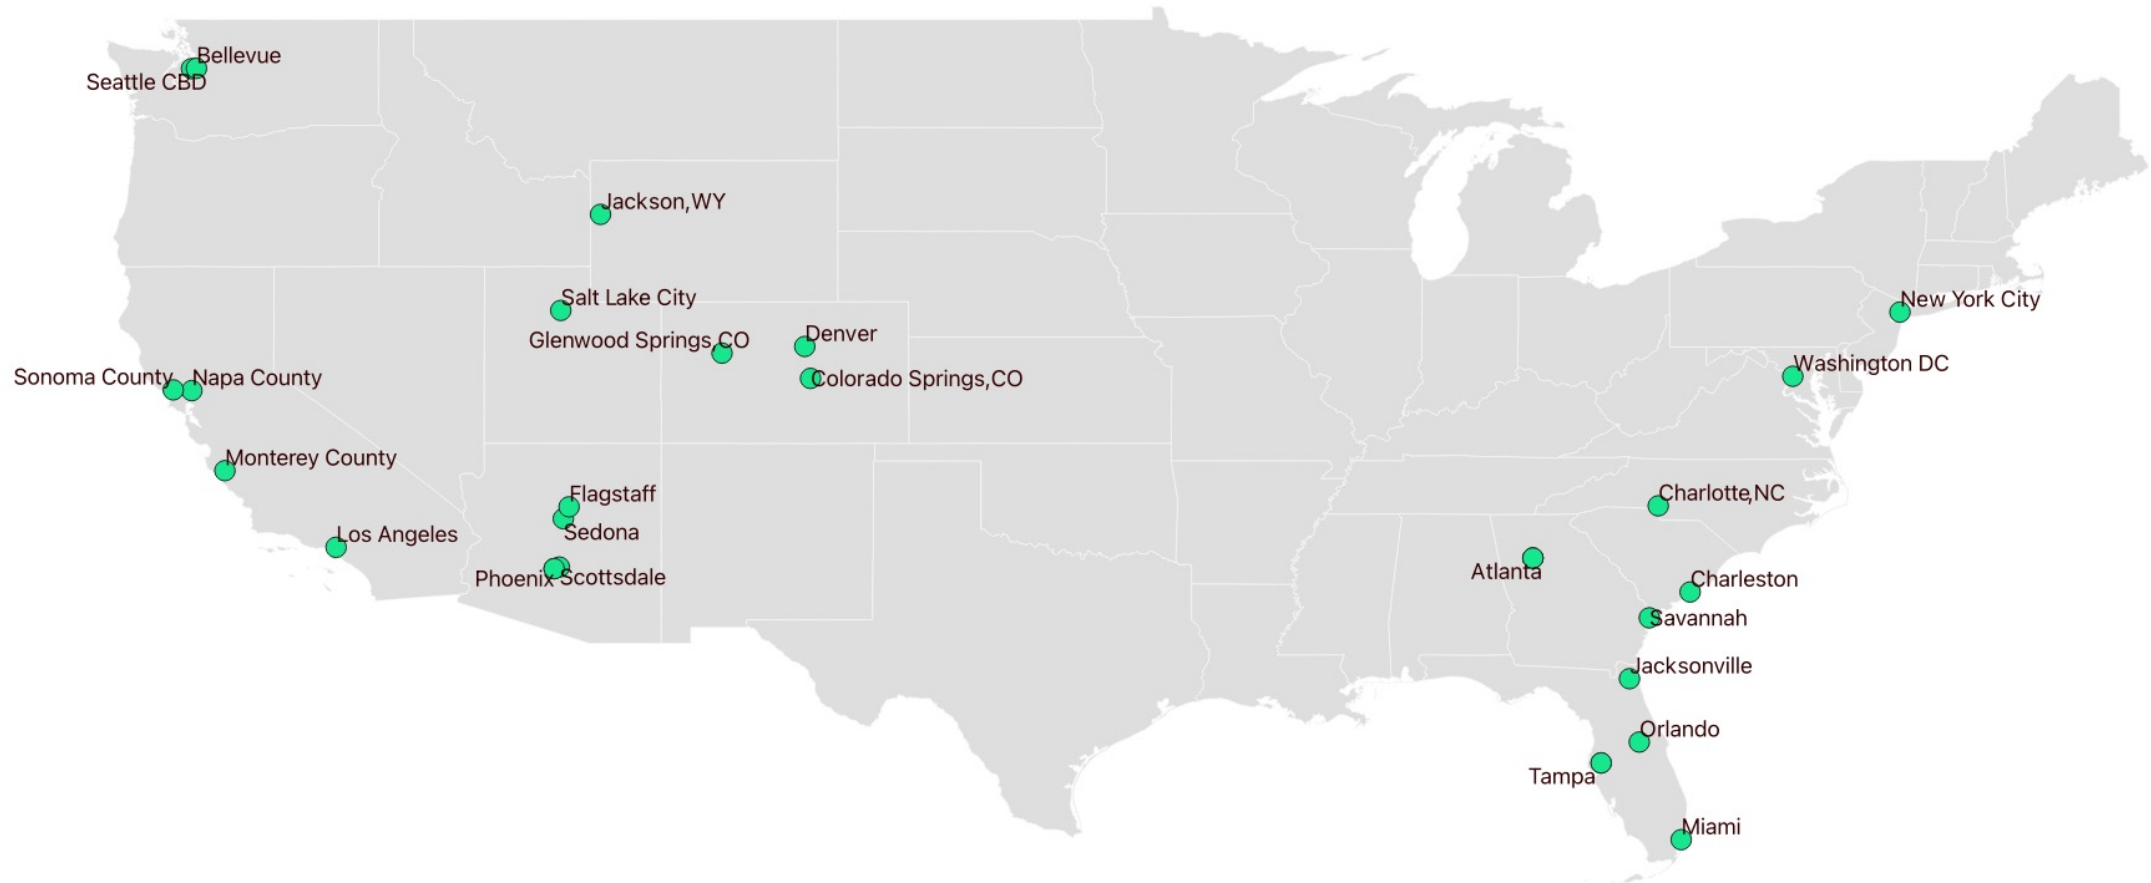 Bellevue
Seattle CBD
Jackson,WY
Salt Lake City
New York City
Denver
Glenwood Springs,CO
Washington DC
Sonoma County
Napa County
Colorado Springs,CO
Monterey County
Flagstaff
Charlotte,NC
Sedona
Los Angeles
Atlanta
Phoenix
Scottsdale
Charleston
Savannah
Jacksonville
Orlando
Tampa
Miami